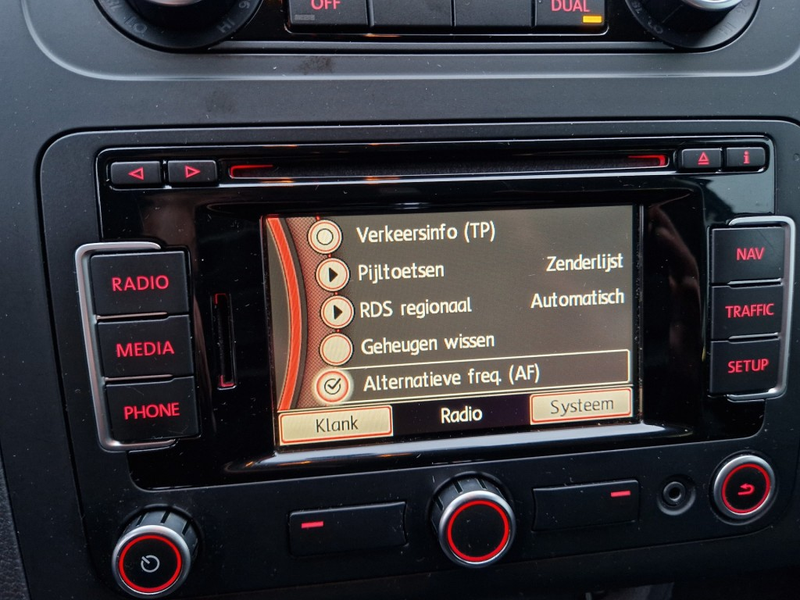 OFF
DUAL
i
RADIO
MEDIA
PHONE
Verkeersinfo (TP)
Pijltoetsen Zenderlijst
RDS regionaal Automatisch
Geheugen wissen
Alternatieve freq. (AF)
Klank Radio Systeem
NAV
TRAFFIC
SETUP